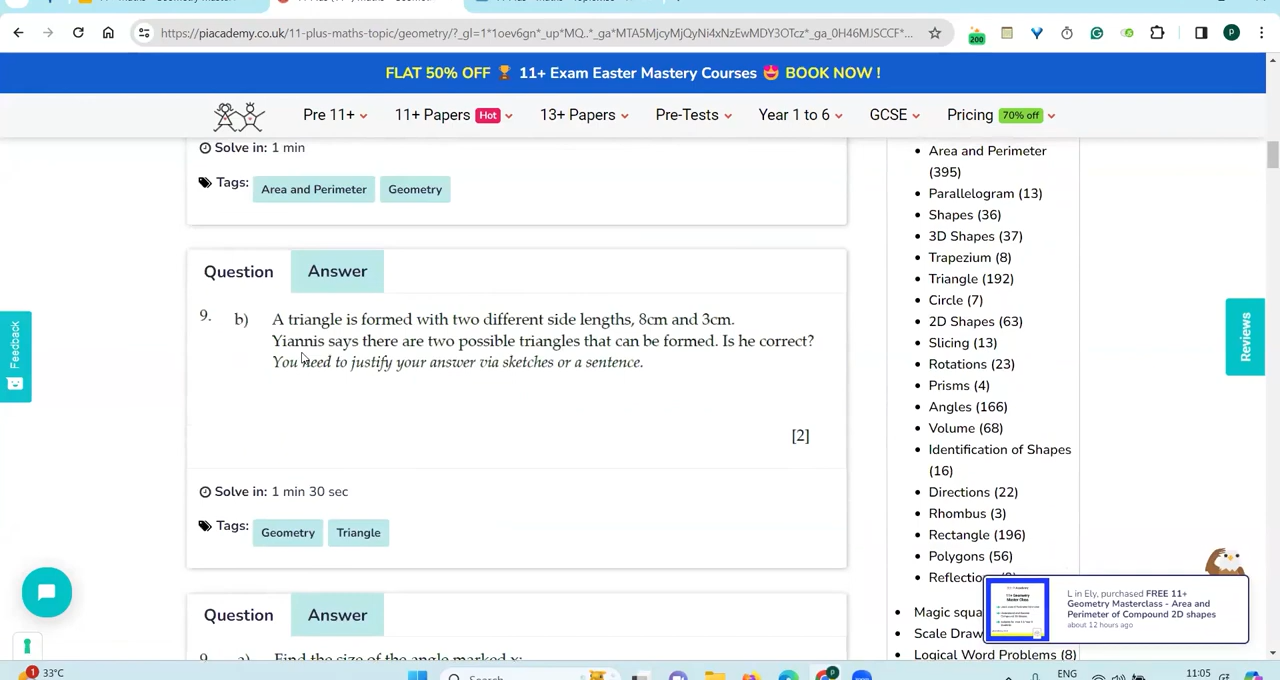 https://piacademy.co.uk/11-plus-maths-topic/geometry/?_gl=1*1oev6gn*_up*MQ..*_ga*MTA5MjcyMjQyNi4xNzEwMDY3OTcz*_ga_0H46MJSCCF*...
200
P
FLAT 50% OFF 🏆 11+ Exam Easter Mastery Courses 🤩 BOOK NOW !
Pre 11+ 11+ Papers Hot 13+ Papers Pre-Tests Year 1 to 6 GCSE Pricing 70% off
Solve in: 1 min
Tags: Area and Perimeter Geometry
Question Answer
9. b) A triangle is formed with two different side lengths, 8cm and 3cm.
Yiannis says there are two possible triangles that can be formed. Is he correct?
You need to justify your answer via sketches or a sentence.
[2]
Solve in: 1 min 30 sec
Tags: Geometry Triangle
Question Answer
9. a) Find the size of the angle marked x:
Area and Perimeter
(395)
Parallelogram (13)
Shapes (36)
3D Shapes (37)
Trapezium (8)
Triangle (192)
Circle (7)
2D Shapes (63)
Slicing (13)
Rotations (23)
Prisms (4)
Angles (166)
Volume (68)
Identification of Shapes
(16)
Directions (22)
Rhombus (3)
Rectangle (196)
Polygons (56)
Reflectio
Magic squa
Scale Draw
Logical Word Problems (8)
L in Ely, purchased FREE 11+
Geometry Masterclass - Area and
Perimeter of Compound 2D shapes
about 12 hours ago
Feedback
Reviews
1
33°C
Search
P
ENG
11:05